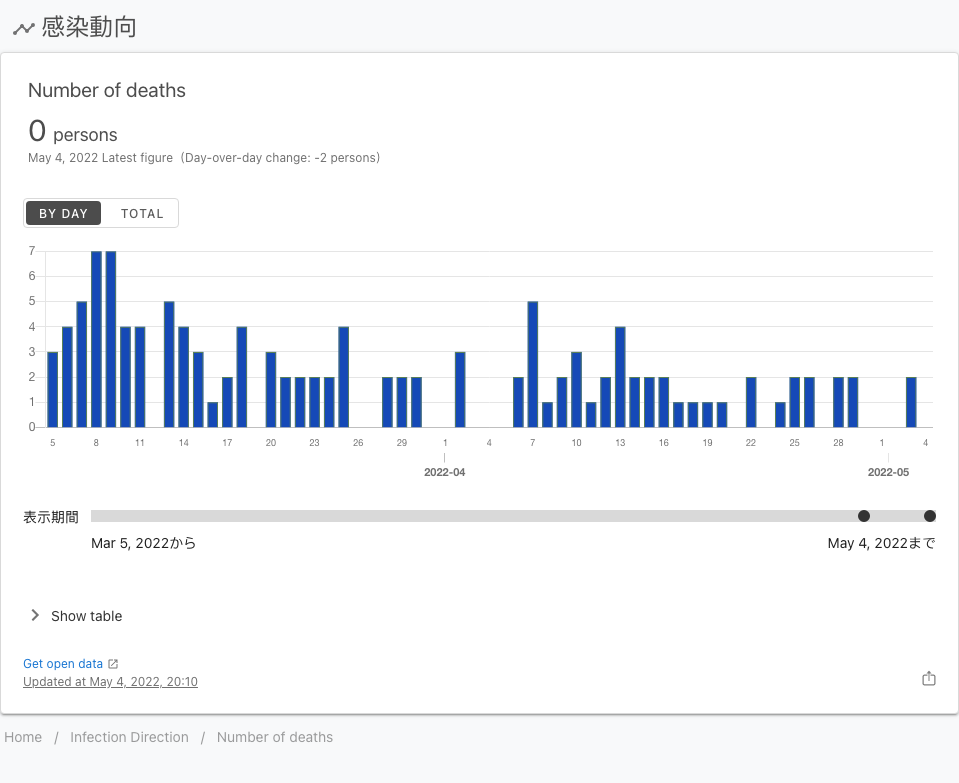 感染動向
Number of deaths
0 persons
May 4, 2022 Latest figure (Day-over-day change: -2 persons)
BY DAY TOTAL
7
6
5
4
3
2
1
0
5 8 11 14 17 20 23 26 29 1 4 7 10 13 16 19 22 25 28 1 4
2022-04 2022-05
表示期間
Mar 5, 2022から May 4, 2022まで
Show table
Get open data
Updated at May 4, 2022, 20:10
Home / Infection Direction / Number of deaths